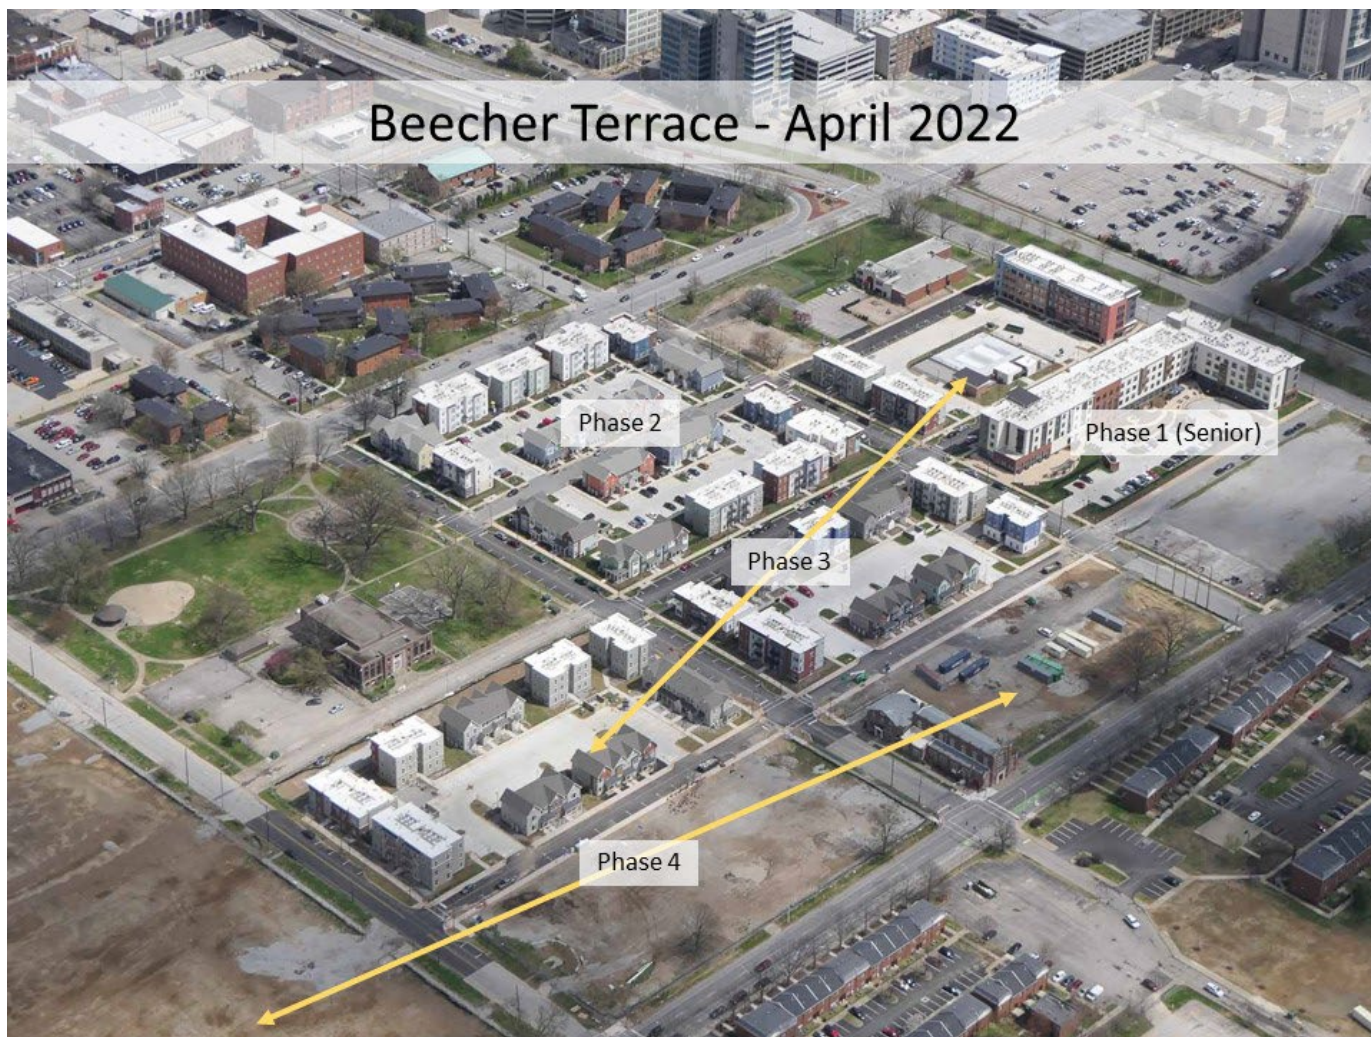 Beecher Terrace - April 2022
Phase 2
Phase 1 (Senior)
Phase 3
Phase 4